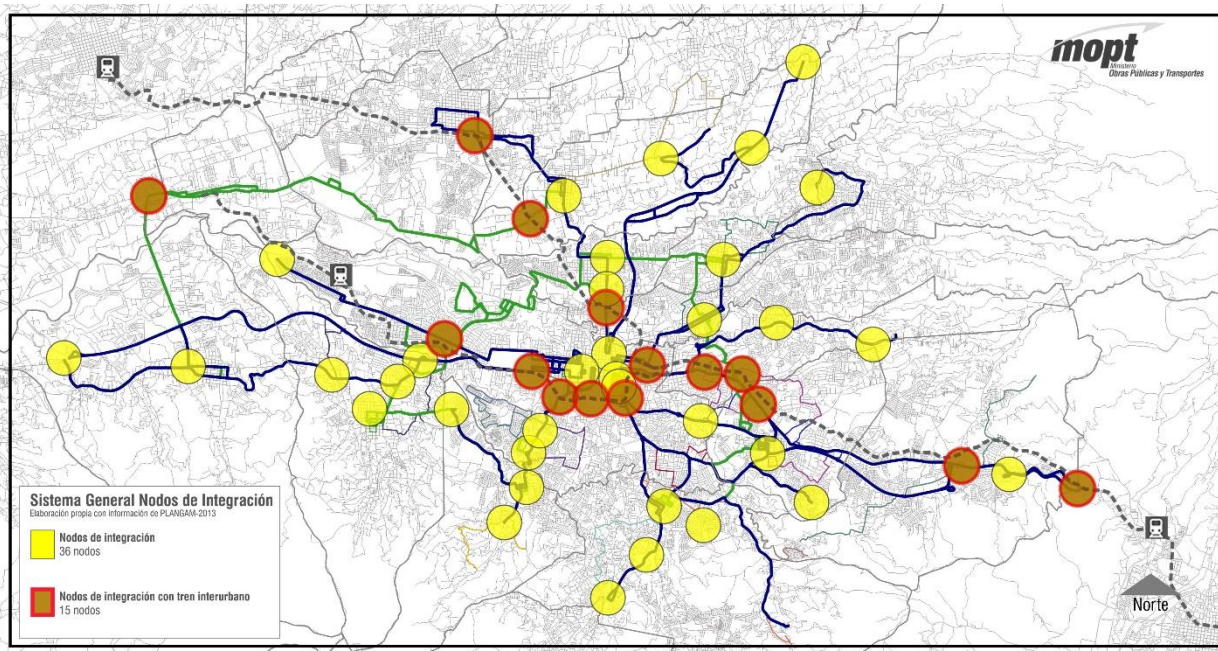 mopt
Ministerio
Obras Públicas y Transportes
Sistema General Nodos de Integración
Elaboración propia con información de PLANGAM-2013
Nodos de integración
36 nodos
Nodos de integración con tren interurbano
15 nodos
Norte